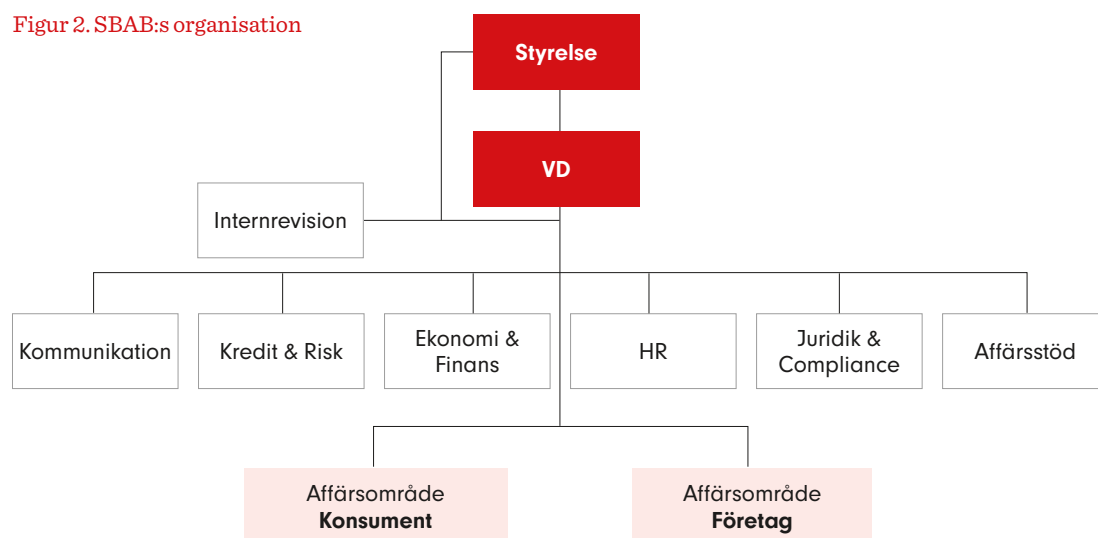 Figur 2. SBAB:s organisation
Styrelse
VD
Internrevision
Kommunikation
Kredit & Risk
Ekonomi &
Finans
HR
Juridik &
Compliance
Affärsstöd
Affärsområde
Konsument
Affärsområde
Företag